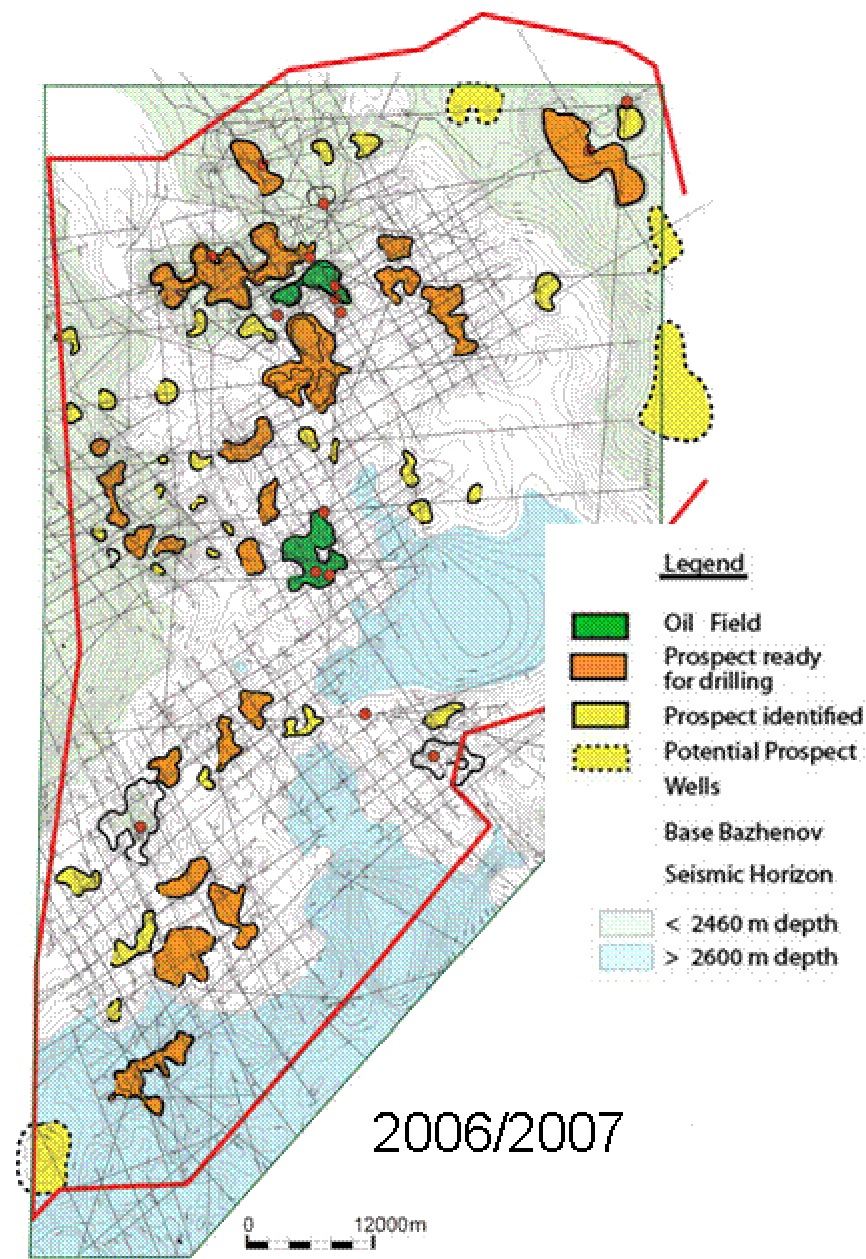 Legend
Oil Field
Prospect ready
for drilling
Prospect identified
Potential Prospect
Wells
Base Bazhenov
Seismic Horizon
< 2460 m depth
> 2600 m depth
2006/2007
0 12000m